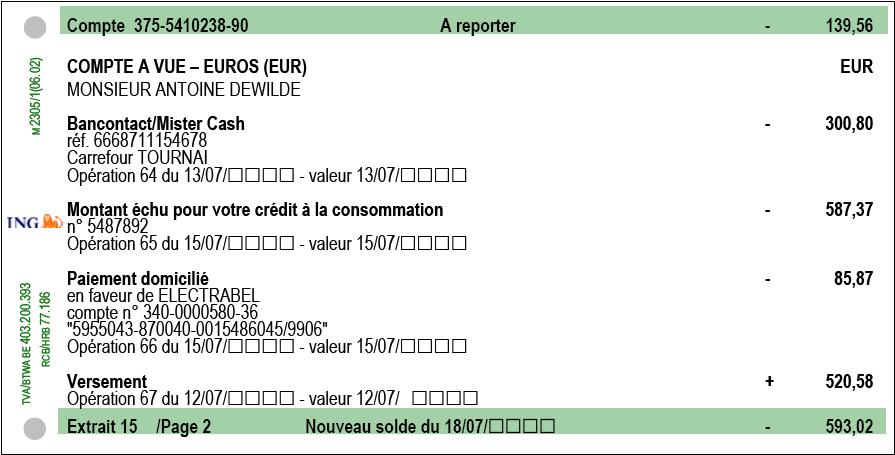 Compte 375-5410238-90 A reporter - 139,56
COMPTE A VUE – EUROS (EUR) EUR
MONSIEUR ANTOINE DEWILDE
Bancontact/Mister Cash - 300,80
réf. 6668711154678
Carrefour TOURNAI
Opération 64 du 13/07/□□□□ - valeur 13/07/□□□□
Montant échu pour votre crédit à la consommation - 587,37
n° 5487892
Opération 65 du 15/07/□□□□ - valeur 15/07/□□□□
Paiement domicilié - 85,87
en faveur de ELECTRABEL
compte n° 340-0000580-36
"5955043-870040-0015486045/9906"
Opération 66 du 15/07/□□□□ - valeur 15/07/□□□□
Versement + 520,58
Opération 67 du 12/07/□□□□ - valeur 12/07/ □□□□
Extrait 15 /Page 2 Nouveau solde du 18/07/□□□□ - 593,02
M 2305/1(06.02)
ING
TVA/BTWA BE 403.200.393
RCB/HRB 77.186